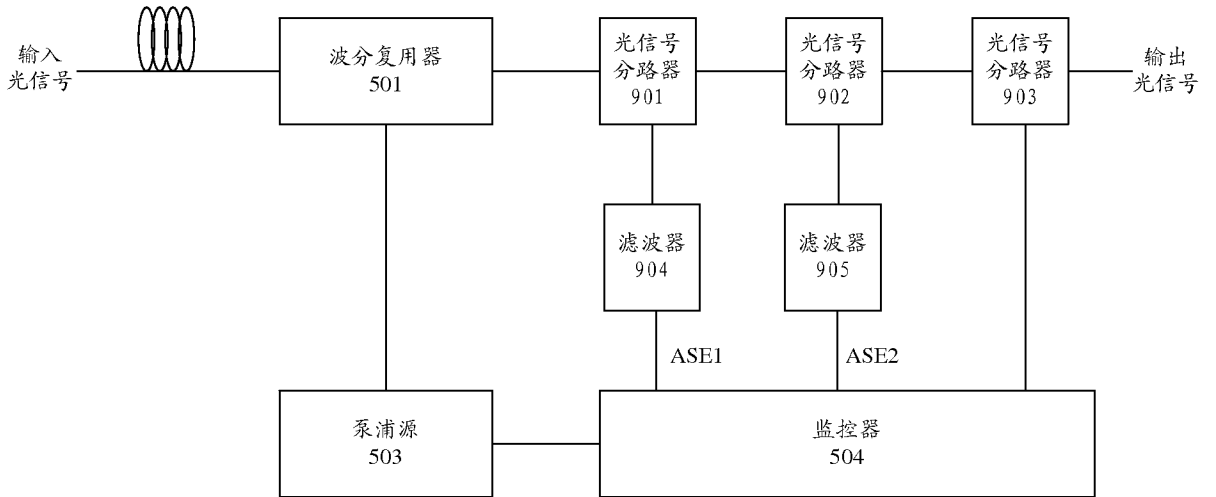 输入
光信号
波分复用器
501
光信号
分路器
901
光信号
分路器
902
光信号
分路器
903
输出
光信号
滤波器
904
滤波器
905
ASE1
ASE2
泵浦源
503
监控器
504